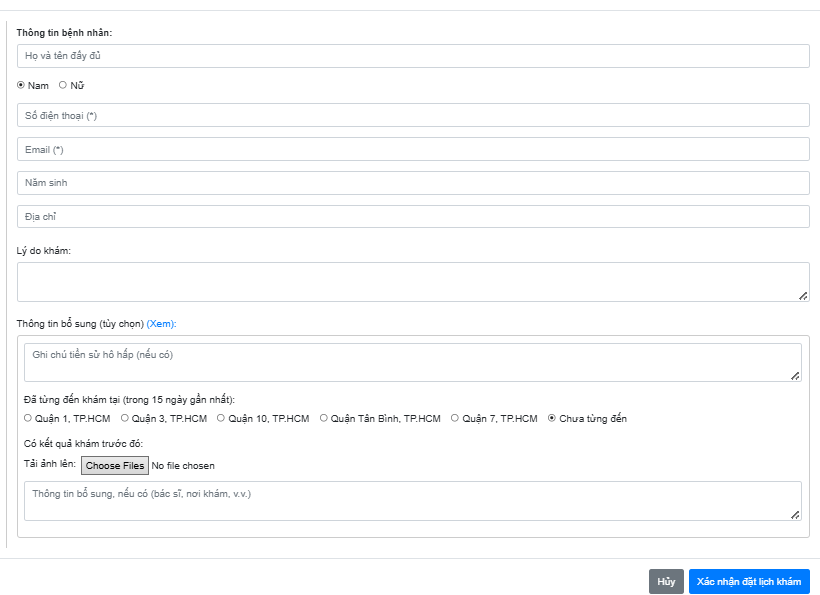 Thông tin bệnh nhân:
Họ và tên đầy đủ
Nam Nữ
Số điện thoại (*)
Email (*)
Năm sinh
Địa chỉ
Lý do khám:
Thông tin bổ sung (tùy chọn) (Xem):
Ghi chú tiền sử hô hấp (nếu có)
Đã từng đến khám tại (trong 15 ngày gần nhất):
Quận 1, TP.HCM Quận 3, TP.HCM Quận 10, TP.HCM Quận Tân Bình, TP.HCM Quận 7, TP.HCM Chưa từng đến
Có kết quả khám trước đó:
Tải ảnh lên: Choose Files No file chosen
Thông tin bổ sung, nếu có (bác sĩ, nơi khám, v.v.)
Hủy Xác nhận đặt lịch khám